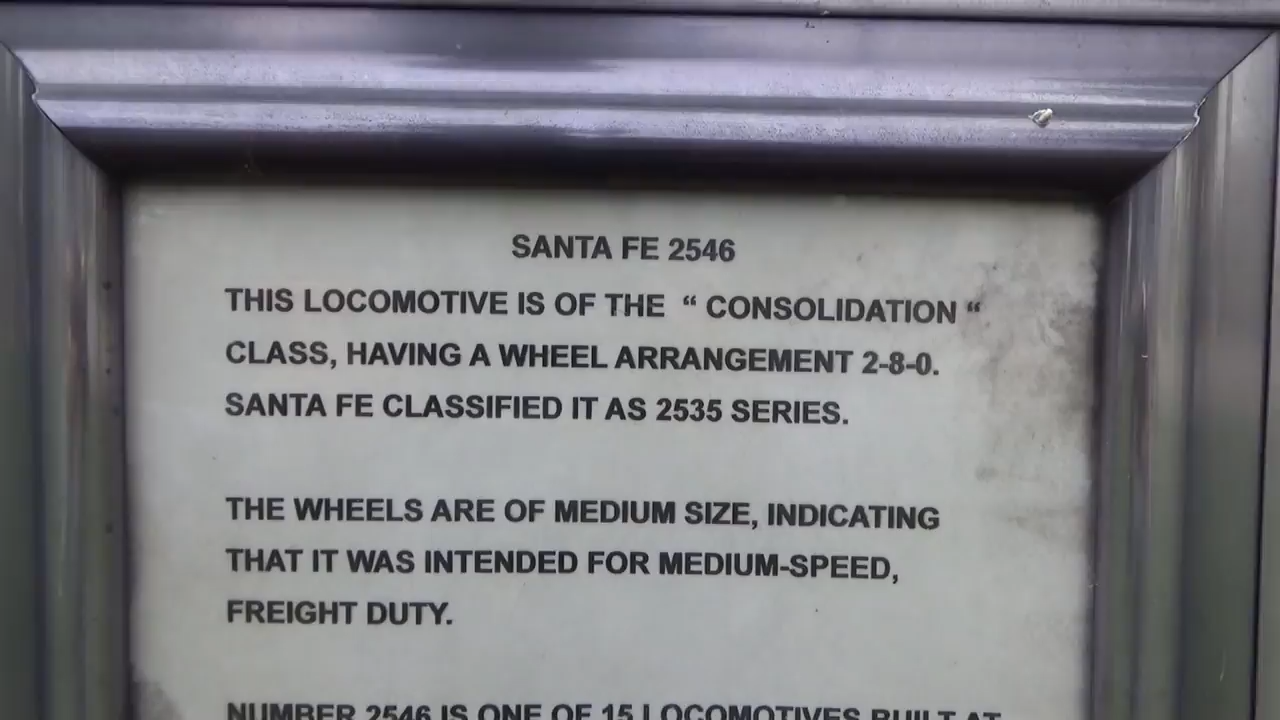 SANTA FE 2546
THIS LOCOMOTIVE IS OF THE “ CONSOLIDATION “
CLASS, HAVING A WHEEL ARRANGEMENT 2-8-0.
SANTA FE CLASSIFIED IT AS 2535 SERIES.
THE WHEELS ARE OF MEDIUM SIZE, INDICATING
THAT IT WAS INTENDED FOR MEDIUM-SPEED,
FREIGHT DUTY.
NUMBER 2546 IS ONE OF 15 LOCOMOTIVES BUILT AT